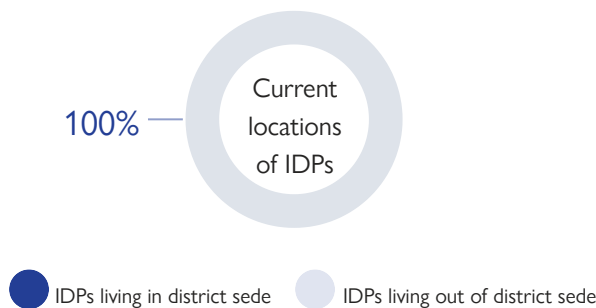 Current
locations
of IDPs
100%
IDPs living in district sede
IDPs living out of district sede